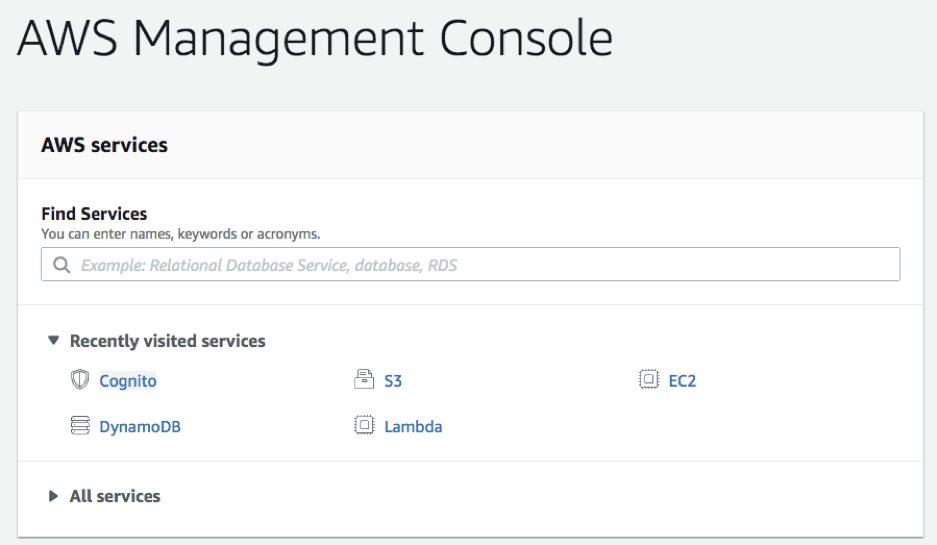 AWS Management Console
AWS services
Find Services
You can enter names, keywords or acronyms.
Example: Relational Database Service, database, RDS
Recently visited services
Cognito
S3
EC2
DynamoDB
Lambda
All services